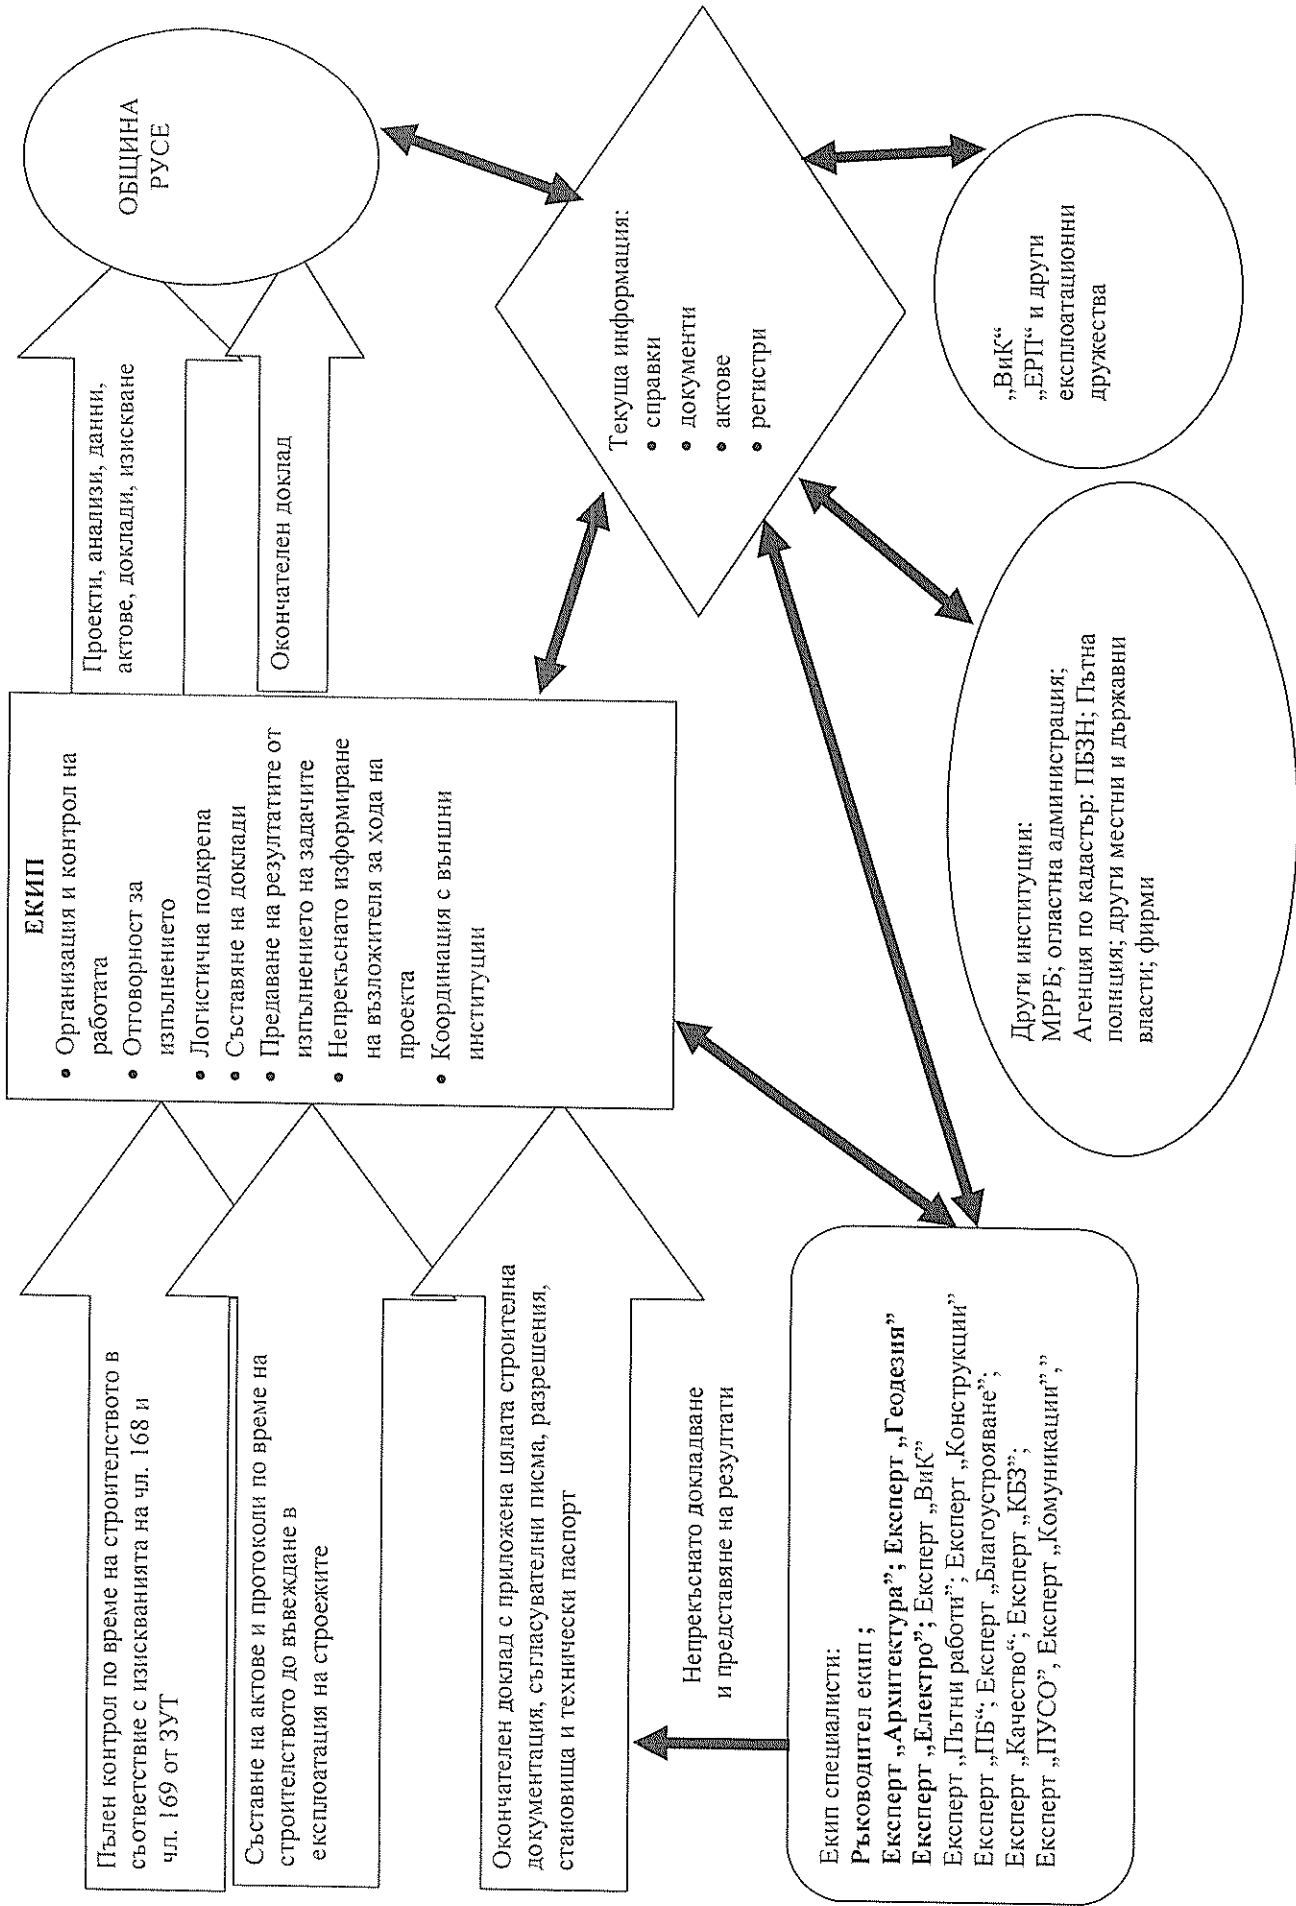 Пълен контрол по време на строителството в
съответствие с изискванията на чл. 168 и
чл. 169 от ЗУТ
Съставне на актове и протоколи по време на
строителството до въвеждане в
експлоатация на строежите
Окончателен доклад с приложена цялата строителна
документация, съгласувателни писма, разрешения,
становища и технически паспорт
Непрекъснато докладване
и представяне на резултати
Екип специалисти:
Ръководител екип ;
Експерт „Архитектура”; Експерт „Геодезия”
Експерт „Електро”; Експерт „ВиК”
Експерт „Пътни работи”; Експерт „Конструкции”
Експерт „ПБ“; Експерт „Благоустрояване”;
Експерт „Качество“; Експерт „КБЗ”;
Експерт „ПУСО”, Експерт „Комуникации”,”
ЕКИП
• Организация и контрол на
работата
• Отговорност за
изпълнението
• Логистична подкрепа
• Съставяне на доклади
• Предаване на резултатите от
изпълнението на задачите
• Непрекъснато изформиране
на възложителя за хода на
проекта
• Координация с външни
институции
Проекти, анализи, данни,
актове, доклади, изискване
Окончателен доклад
ОБЩИНА
РУСЕ
Текуща информация:
• справки
• документи
• актове
• регистри
Други институции:
МРРБ; огластна администрация;
Агенция по кадастър: ПБЗН; Пътна
полиция; други местни и държавни
власти; фирми
„ВиК“
„ЕРП“ и други
експлоатационни
дружества